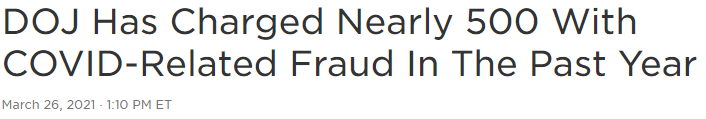 DOJ Has Charged Nearly 500 With
COVID-Related Fraud In The Past Year
March 26, 2021 · 1:10 PM ET